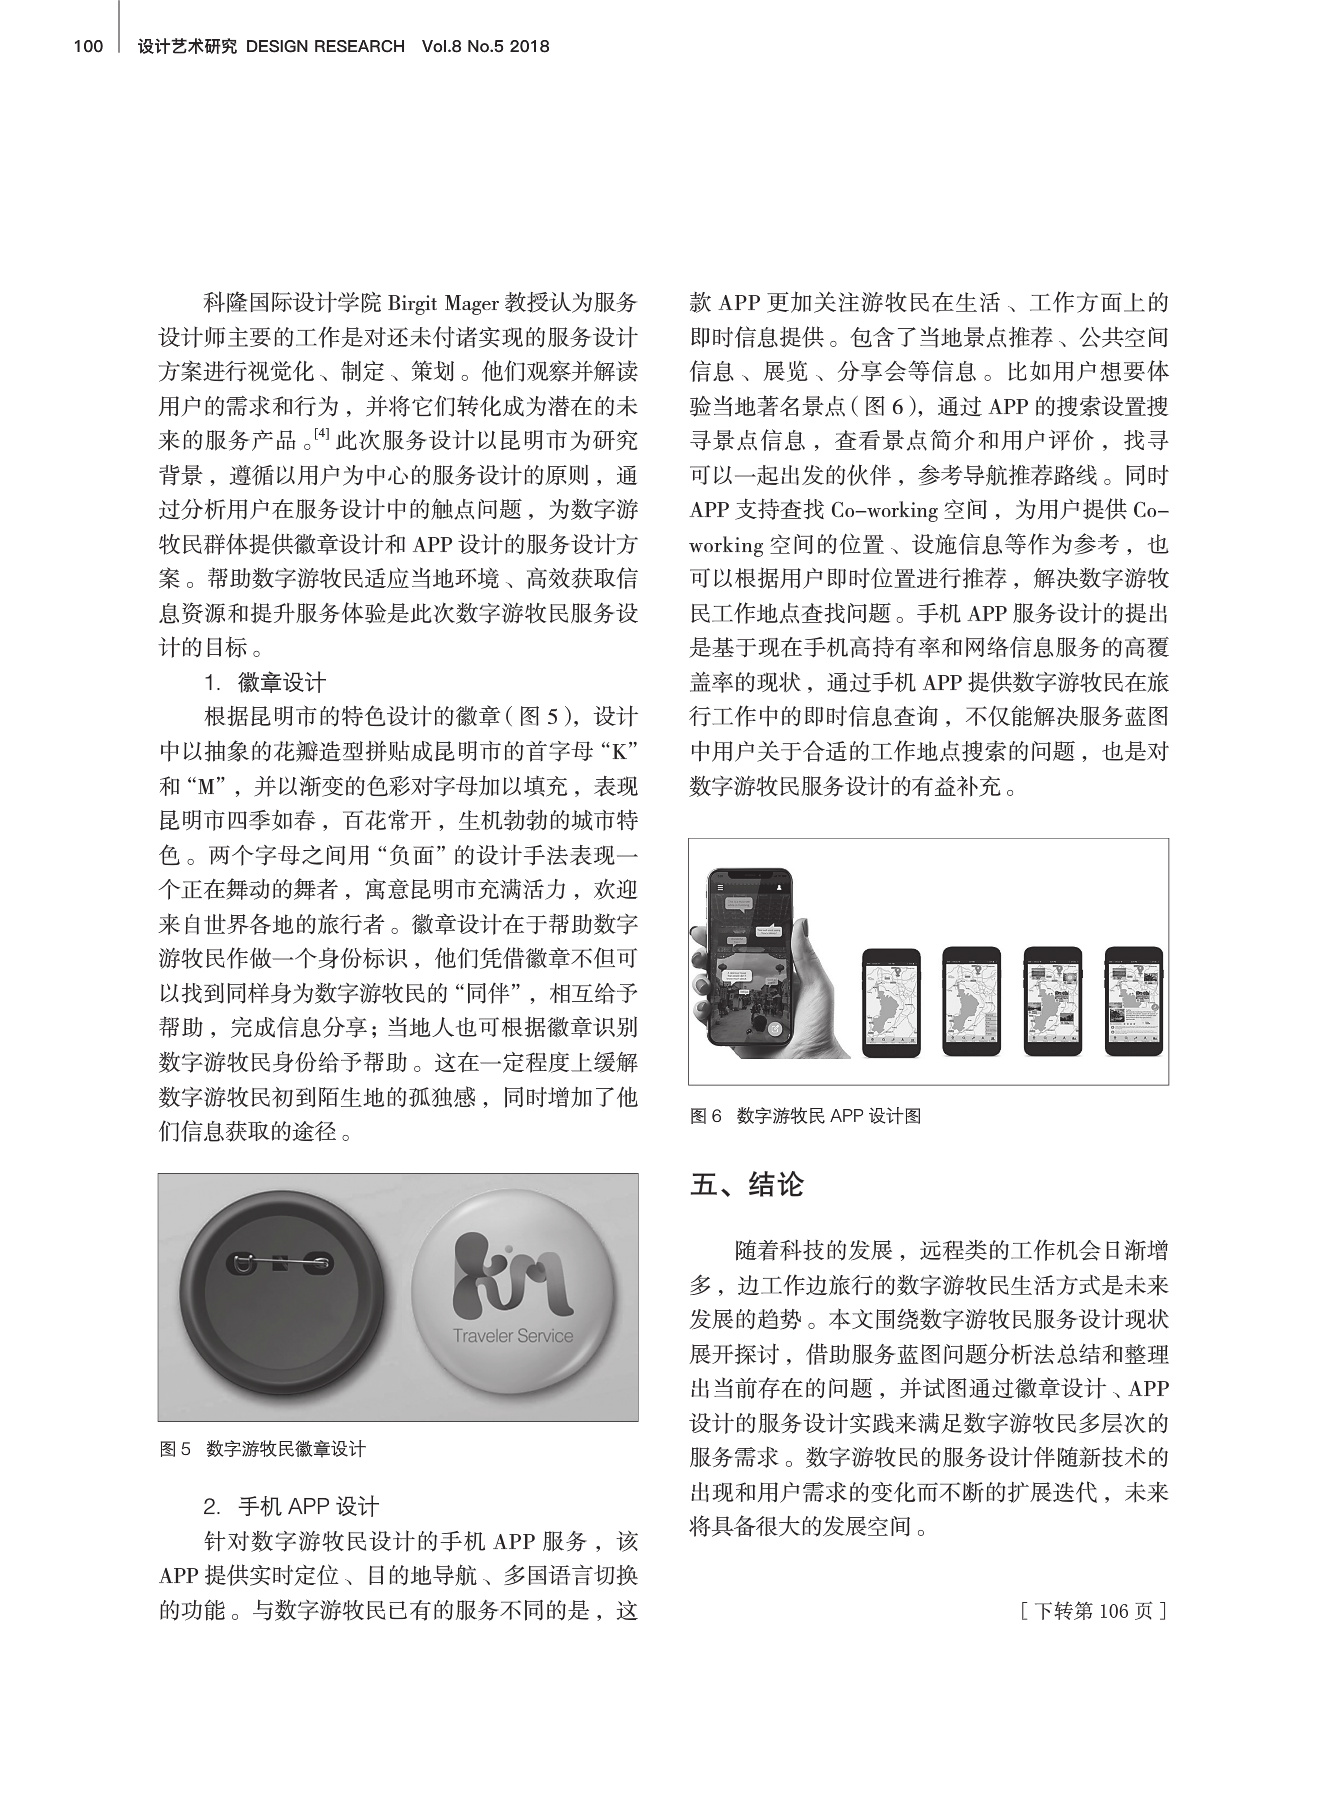 100 设计艺术研究 DESIGN RESEARCH Vol.8 No.5 2018
科隆国际设计学院 Birgit Mager 教授认为服务
设计师主要的工作是对还未付诸实现的服务设计
方案进行视觉化、制定、策划。他们观察并解读
用户的需求和行为，并将它们转化成为潜在的未
来的服务产品。[4] 此次服务设计以昆明市为研究
背景，遵循以用户为中心的服务设计的原则，通
过分析用户在服务设计中的触点问题，为数字游
牧民群体提供徽章设计和 APP 设计的服务设计方
案。帮助数字游牧民适应当地环境、高效获取信
息资源和提升服务体验是此次数字游牧民服务设
计的目标。
1. 徽章设计
根据昆明市的特色设计的徽章（图 5），设计
中以抽象的花瓣造型拼贴成昆明市的首字母“K”
和“M”，并以渐变的色彩对字母加以填充，表现
昆明市四季如春，百花常开，生机勃勃的城市特
色。两个字母之间用“负面”的设计手法表现一
个正在舞动的舞者，寓意昆明市充满活力，欢迎
来自世界各地的旅行者。徽章设计在于帮助数字
游牧民作做一个身份标识，他们凭借徽章不但可
以找到同样身为数字游牧民的“同伴”，相互给予
帮助，完成信息分享；当地人也可根据徽章识别
数字游牧民身份给予帮助。这在一定程度上缓解
数字游牧民初到陌生地的孤独感，同时增加了他
们信息获取的途径。
KM
Traveler Service
图 5 数字游牧民徽章设计
2. 手机 APP 设计
针对数字游牧民设计的手机 APP 服务，该
APP 提供实时定位、目的地导航、多国语言切换
的功能。与数字游牧民已有的服务不同的是，这
款 APP 更加关注游牧民在生活、工作方面上的
即时信息提供。包含了当地景点推荐、公共空间
信息、展览、分享会等信息。比如用户想要体
验当地著名景点（图 6），通过 APP 的搜索设置搜
寻景点信息，查看景点简介和用户评价，找寻
可以一起出发的伙伴，参考导航推荐路线。同时
APP 支持查找 Co-working 空间，为用户提供 Co-
working 空间的位置、设施信息等作为参考，也
可以根据用户即时位置进行推荐，解决数字游牧
民工作地点查找问题。手机 APP 服务设计的提出
是基于现在手机高持有率和网络信息服务的高覆
盖率的现状，通过手机 APP 提供数字游牧民在旅
行工作中的即时信息查询，不仅能解决服务蓝图
中用户关于合适的工作地点搜索的问题，也是对
数字游牧民服务设计的有益补充。
图 6 数字游牧民 APP 设计图
五、结论
随着科技的发展，远程类的工作机会日渐增
多，边工作边旅行的数字游牧民生活方式是未来
发展的趋势。本文围绕数字游牧民服务设计现状
展开探讨，借助服务蓝图问题分析法总结和整理
出当前存在的问题，并试图通过徽章设计、APP
设计的服务设计实践来满足数字游牧民多层次的
服务需求。数字游牧民的服务设计伴随新技术的
出现和用户需求的变化而不断的扩展迭代，未来
将具备很大的发展空间。
［下转第 106 页］